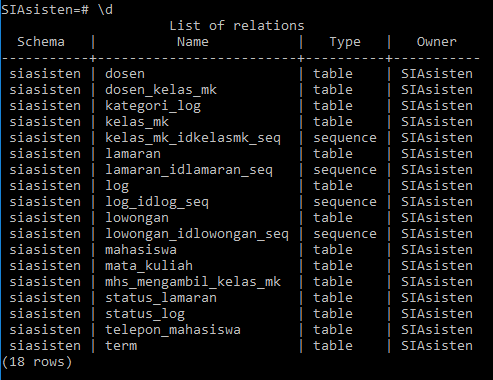 SIAsisten=# \d
                     List of relations
  Schema   |          Name          |   Type   |   Owner
-----------+------------------------+----------+-----------
 siasisten | dosen                  | table    | SIAsisten
 siasisten | dosen_kelas_mk         | table    | SIAsisten
 siasisten | kategori_log           | table    | SIAsisten
 siasisten | kelas_mk               | table    | SIAsisten
 siasisten | kelas_mk_idkelasmk_seq | sequence | SIAsisten
 siasisten | lamaran                | table    | SIAsisten
 siasisten | lamaran_idlamaran_seq  | sequence | SIAsisten
 siasisten | log                    | table    | SIAsisten
 siasisten | log_idlog_seq          | sequence | SIAsisten
 siasisten | lowongan               | table    | SIAsisten
 siasisten | lowongan_idlowongan_seq | sequence | SIAsisten
 siasisten | mahasiswa              | table    | SIAsisten
 siasisten | mata_kuliah            | table    | SIAsisten
 siasisten | mhs_mengambil_kelas_mk | table    | SIAsisten
 siasisten | status_lamaran         | table    | SIAsisten
 siasisten | status_log             | table    | SIAsisten
 siasisten | telepon_mahasiswa      | table    | SIAsisten
 siasisten | term                   | table    | SIAsisten
(18 rows)